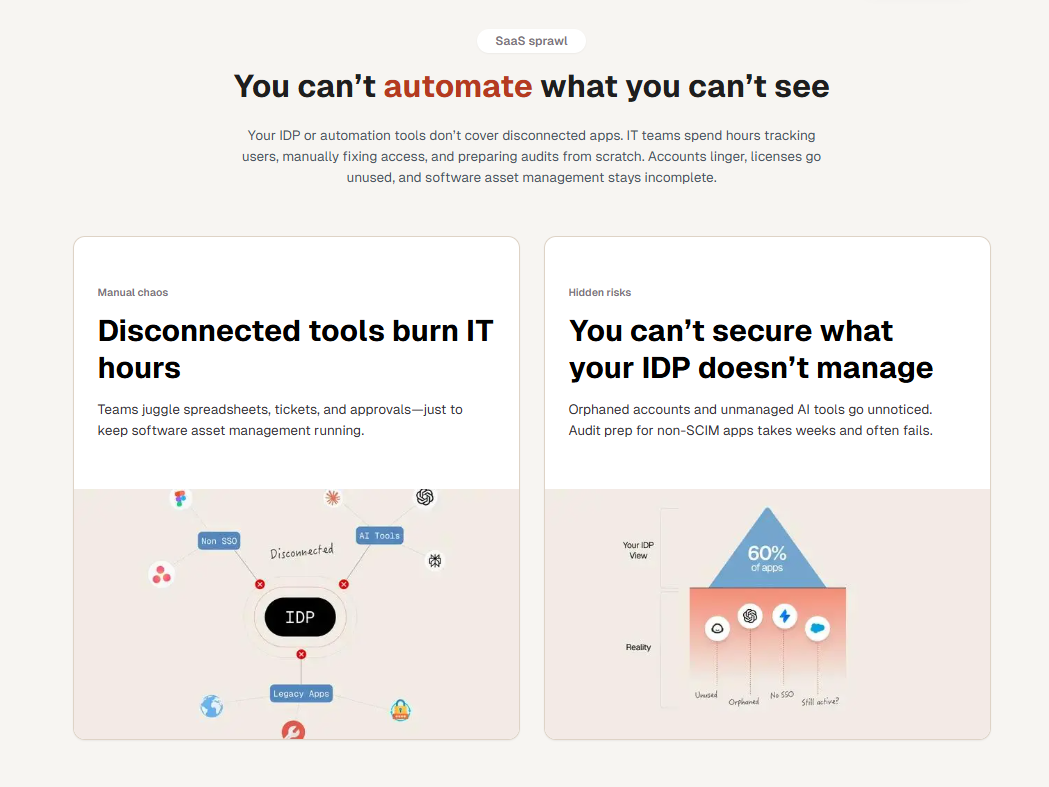 SaaS sprawl
You can’t automate what you can’t see
Your IDP or automation tools don’t cover disconnected apps. IT teams spend hours tracking
users, manually fixing access, and preparing audits from scratch. Accounts linger, licenses go
unused, and software asset management stays incomplete.
Manual chaos
Disconnected tools burn IT
hours
Teams juggle spreadsheets, tickets, and approvals—just to
keep software asset management running.
Non SSO
AI Tools
Disconnected
IDP
Legacy Apps
Hidden risks
You can’t secure what
your IDP doesn’t manage
Orphaned accounts and unmanaged AI tools go unnoticed.
Audit prep for non-SCIM apps takes weeks and often fails.
Your IDP
View
60%
of apps
Reality
Unused
Orphaned
No SSO
Still active?